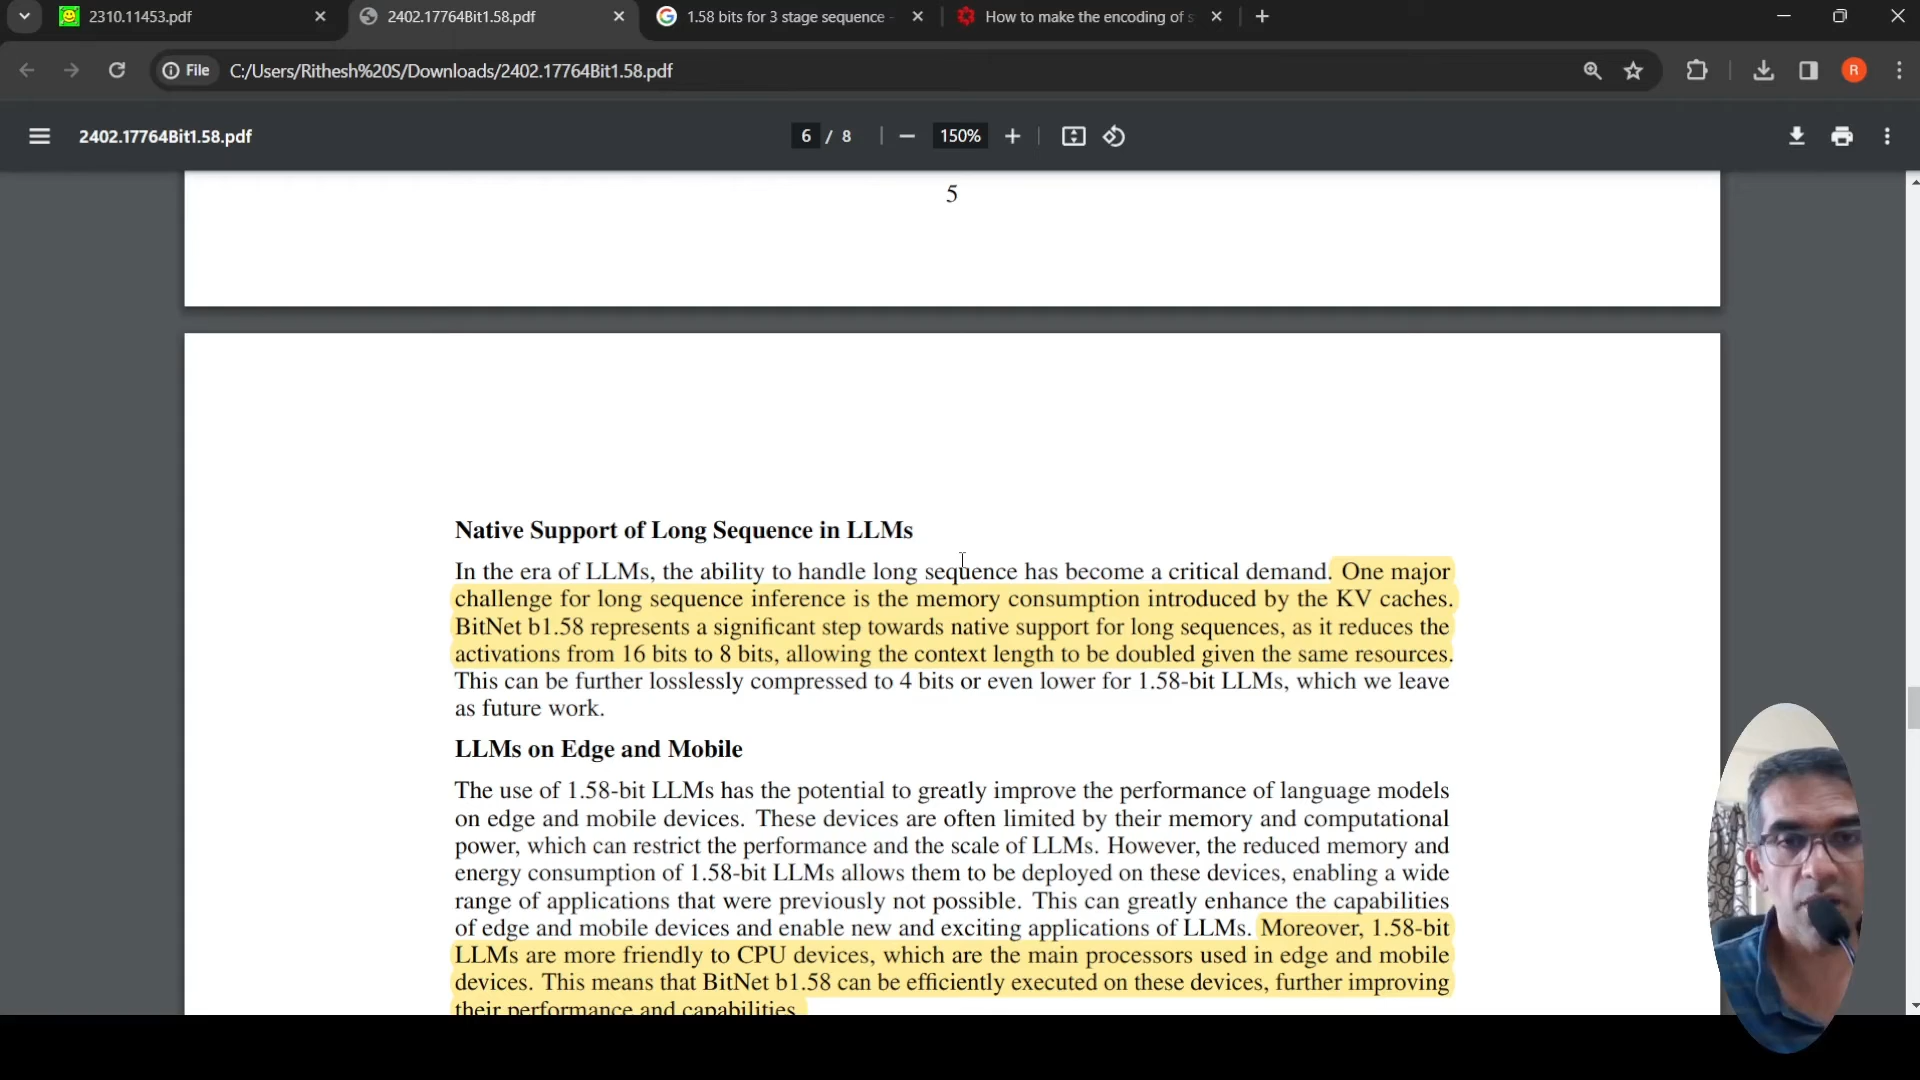 2310.11453.pdf
2402.17764Bit1.58.pdf
1.58 bits for 3 stage sequence -
How to make the encoding of s
File
C:/Users/Rithesh%20S/Downloads/2402.17764Bit1.58.pdf
R
2402.17764Bit1.58.pdf
6 / 8
150%
5
Native Support of Long Sequence in LLMs
In the era of LLMs, the ability to handle long sequence has become a critical demand. One major
challenge for long sequence inference is the memory consumption introduced by the KV caches.
BitNet b1.58 represents a significant step towards native support for long sequences, as it reduces the
activations from 16 bits to 8 bits, allowing the context length to be doubled given the same resources.
This can be further losslessly compressed to 4 bits or even lower for 1.58-bit LLMs, which we leave
as future work.
LLMs on Edge and Mobile
The use of 1.58-bit LLMs has the potential to greatly improve the performance of language models
on edge and mobile devices. These devices are often limited by their memory and computational
power, which can restrict the performance and the scale of LLMs. However, the reduced memory and
energy consumption of 1.58-bit LLMs allows them to be deployed on these devices, enabling a wide
range of applications that were previously not possible. This can greatly enhance the capabilities
of edge and mobile devices and enable new and exciting applications of LLMs. Moreover, 1.58-bit
LLMs are more friendly to CPU devices, which are the main processors used in edge and mobile
devices. This means that BitNet b1.58 can be efficiently executed on these devices, further improving
their performance and capabilities.